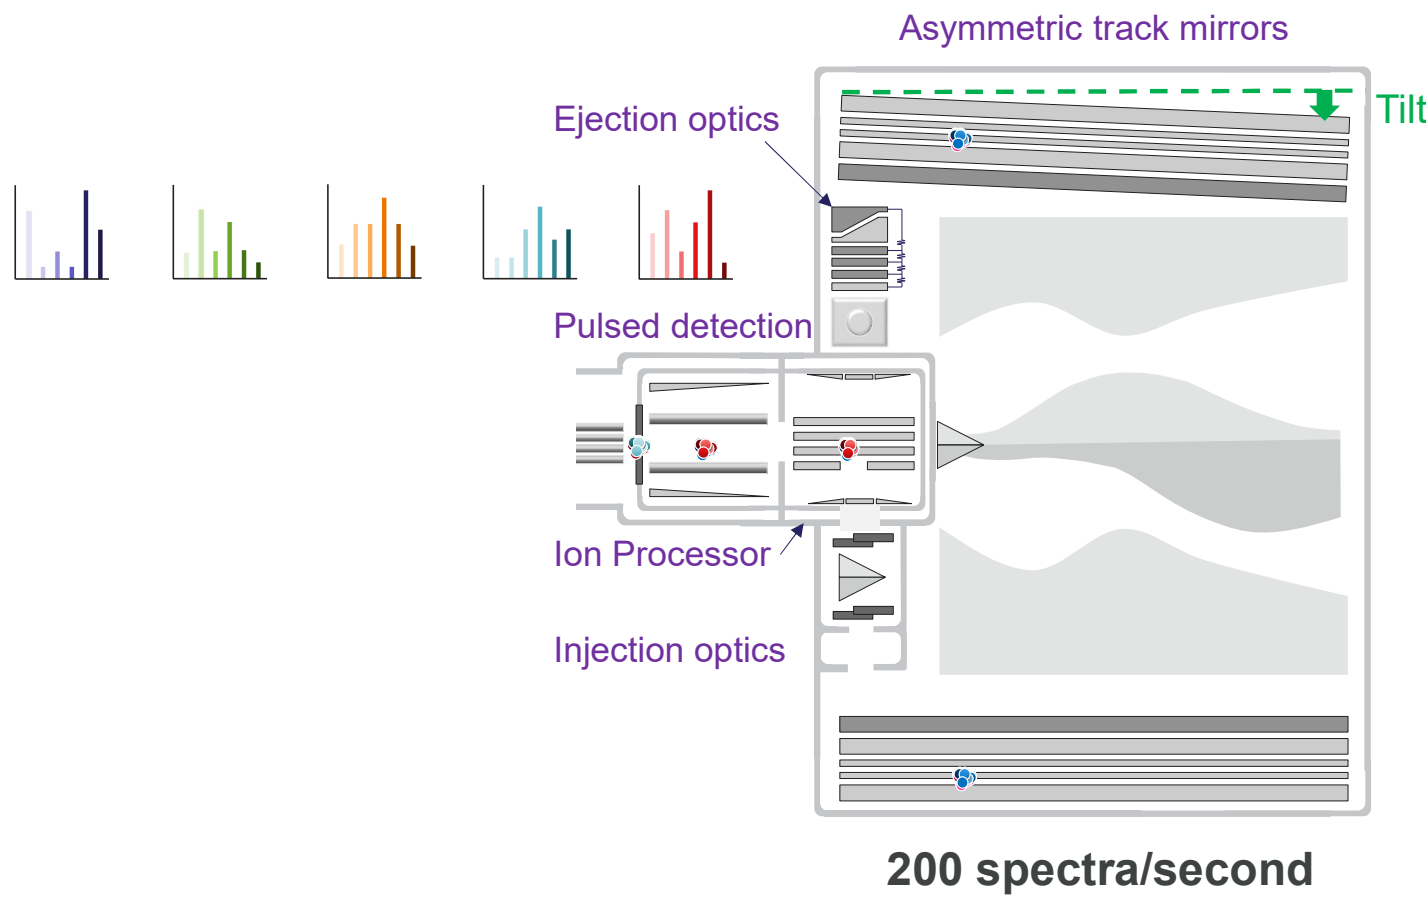 Asymmetric track mirrors
Tilt
Ejection optics
Pulsed detection
Ion Processor
Injection optics
200 spectra/second